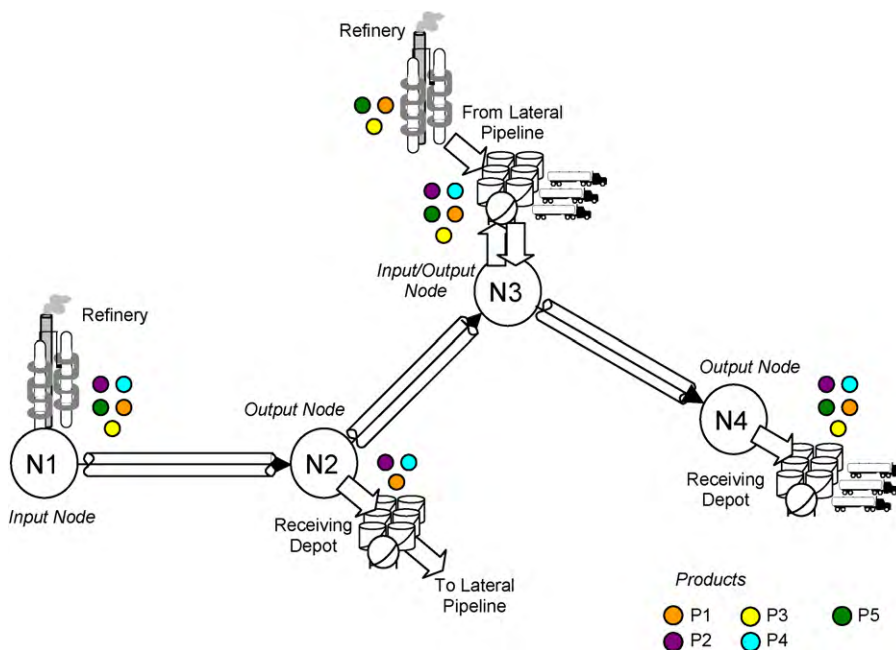 Refinery
From Lateral
Pipeline
Input/Output
Node
N3
Refinery
Output Node
Output Node
N1
N2
N4
Input Node
Receiving
Depot
Receiving
Depot
To Lateral
Pipeline
Products
P1 P3 P5
P2 P4